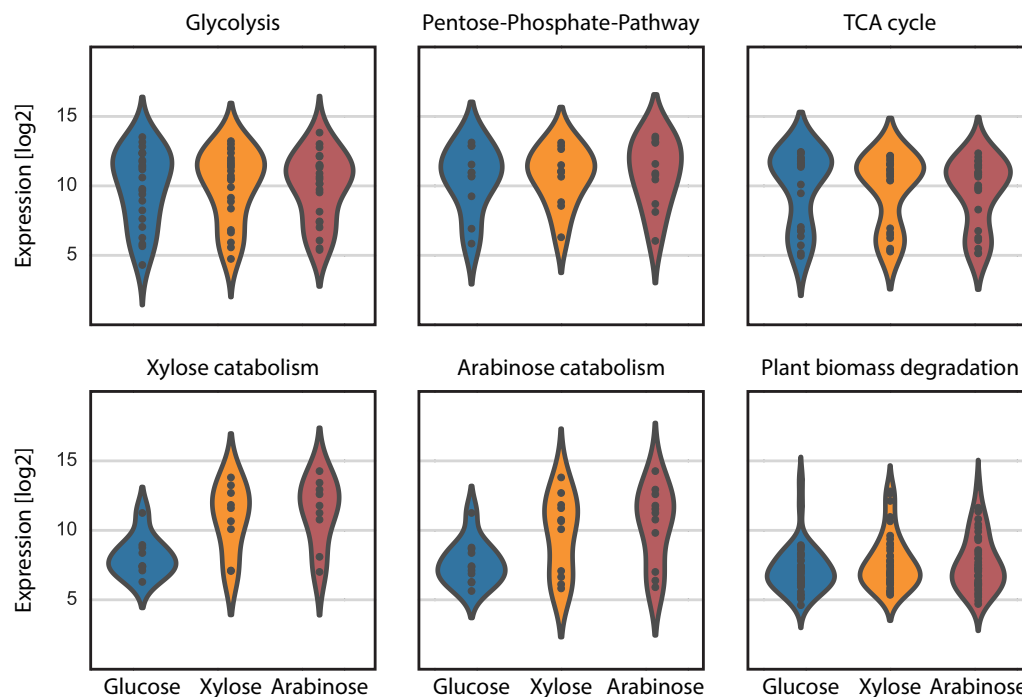 Glycolysis
Pentose-Phosphate-Pathway
TCA cycle
Expression [log2]
15
10
5
Xylose catabolism
Arabinose catabolism
Plant biomass degradation
Expression [log2]
15
10
5
Glucose Xylose Arabinose
Glucose Xylose Arabinose
Glucose Xylose Arabinose